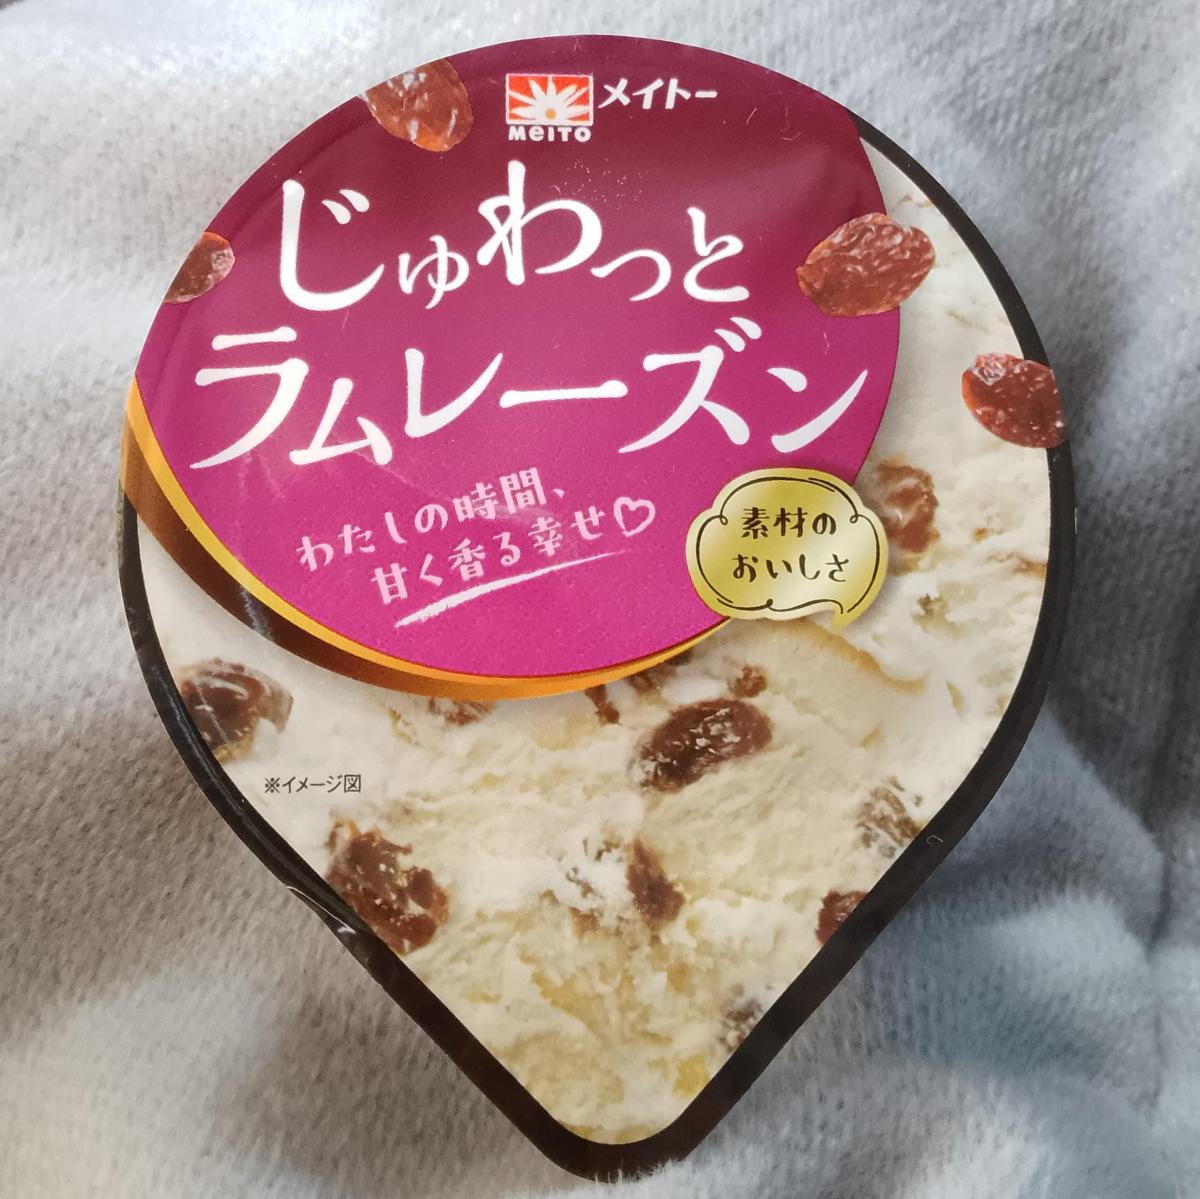 MEITO
メイトー
じゅわっと
ラムレーズン
わたしの時間、
甘く香る幸せ♡
素材の
おいしさ
※イメージ図